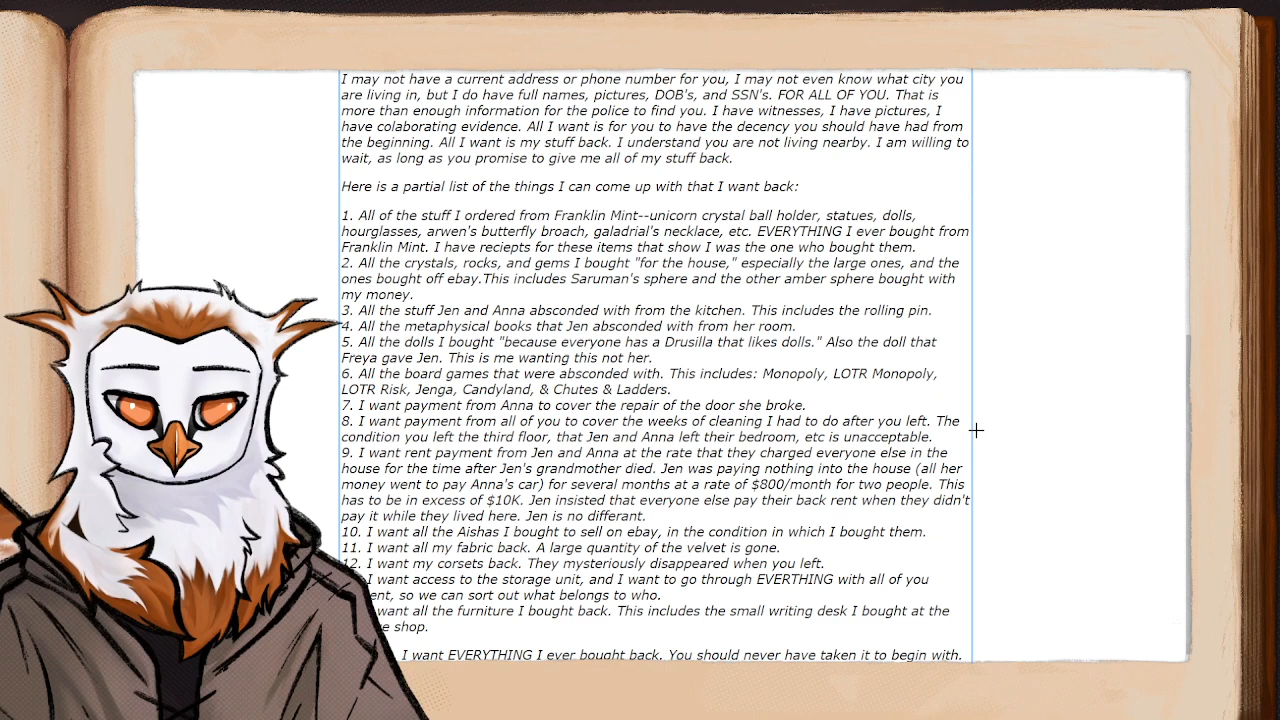 I may not have a current address or phone number for you, I may not even know what city you
are living in, but I do have full names, pictures, DOB's, and SSN's. FOR ALL OF YOU. That is
more than enough information for the police to find you. I have witnesses, I have pictures, I
have colaborating evidence. All I want is for you to have the decency you should have had from
the beginning. All I want is my stuff back. I understand you are not living nearby. I am willing to
wait, as long as you promise to give me all of my stuff back.
Here is a partial list of the things I can come up with that I want back:
1. All of the stuff I ordered from Franklin Mint--unicorn crystal ball holder, statues, dolls,
hourglasses, arwen's butterfly broach, galadrial's necklace, etc. EVERYTHING I ever bought from
Franklin Mint. I have reciepts for these items that show I was the one who bought them.
2. All the crystals, rocks, and gems I bought "for the house," especially the large ones, and the
ones bought off ebay.This includes Saruman's sphere and the other amber sphere bought with
my money.
3. All the stuff Jen and Anna absconded with from the kitchen. This includes the rolling pin.
4. All the metaphysical books that Jen absconded with from her room.
5. All the dolls I bought "because everyone has a Drusilla that likes dolls." Also the doll that
Freya gave Jen. This is me wanting this not her.
6. All the board games that were absconded with. This includes: Monopoly, LOTR Monopoly,
LOTR Risk, Jenga, Candyland, & Chutes & Ladders.
7. I want payment from Anna to cover the repair of the door she broke.
8. I want payment from all of you to cover the weeks of cleaning I had to do after you left. The
condition you left the third floor, that Jen and Anna left their bedroom, etc is unacceptable.
9. I want rent payment from Jen and Anna at the rate that they charged everyone else in the
house for the time after Jen's grandmother died. Jen was paying nothing into the house (all her
money went to pay Anna's car) for several months at a rate of $800/month for two people. This
has to be in excess of $10K. Jen insisted that everyone else pay their back rent when they didn't
pay it while they lived here. Jen is no differant.
10. I want all the Aishas I bought to sell on ebay, in the condition in which I bought them.
11. I want all my fabric back. A large quantity of the velvet is gone.
12. I want my corsets back. They mysteriously disappeared when you left.
I want access to the storage unit, and I want to go through EVERTHING with all of you
ent, so we can sort out what belongs to who.
want all the furniture I bought back. This includes the small writing desk I bought at the
shop.
I want EVERYTHING I ever bought back. You should never have taken it to begin with.